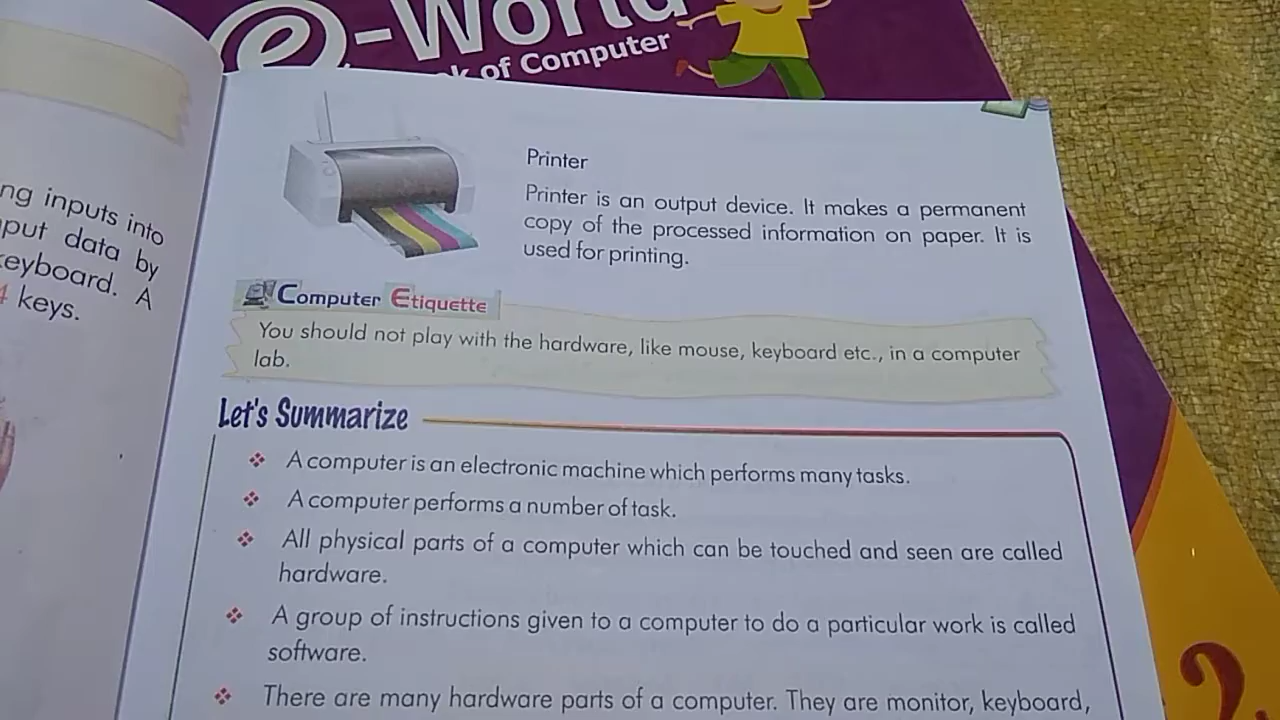 e-World
of Computer
ng inputs into
put data by
keyboard. A
4 keys.
Printer
Printer is an output device. It makes a permanent
copy of the processed information on paper. It is
used for printing.
Computer Etiquette
You should not play with the hardware, like mouse, keyboard etc., in a computer
lab.
Let's Summarize
A computer is an electronic machine which performs many tasks.
A computer performs a number of task.
All physical parts of a computer which can be touched and seen are called
hardware.
A group of instructions given to a computer to do a particular work is called
software.
There are many hardware parts of a computer. They are monitor, keyboard,
2